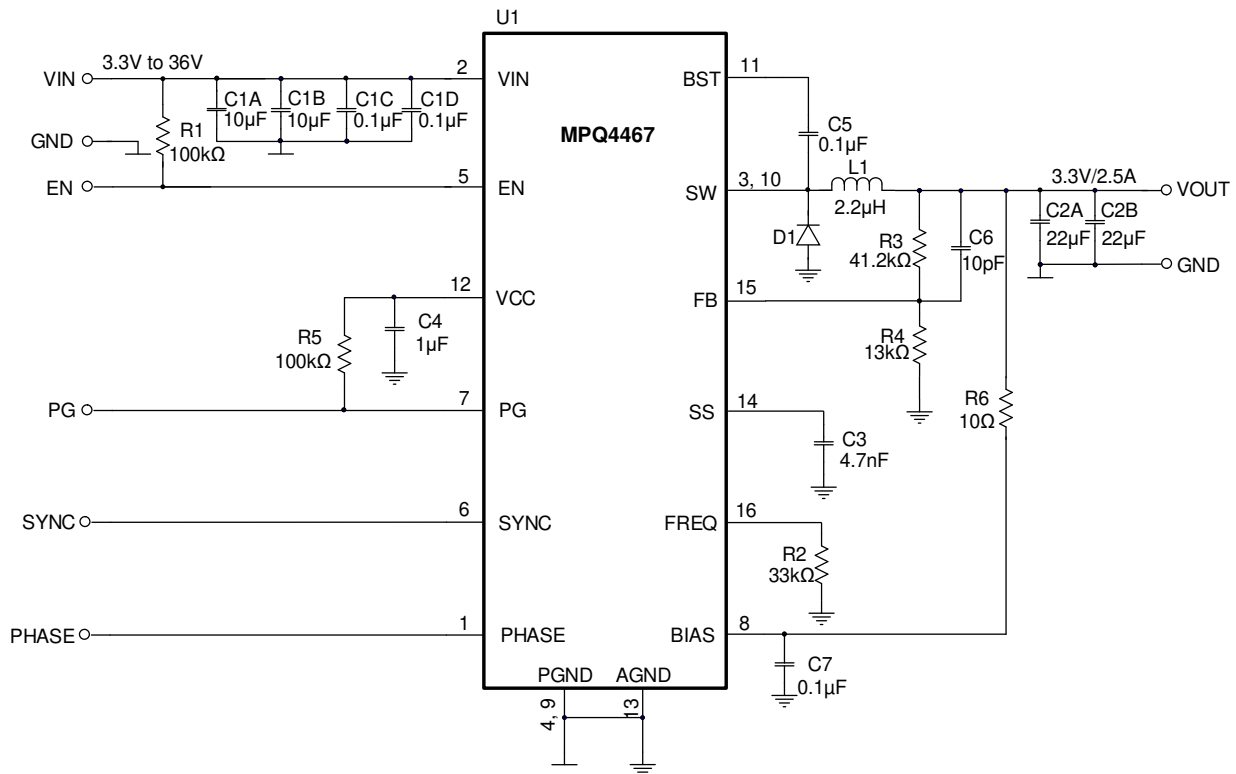 U1
MPQ4467
3.3V to 36V
VIN
2
VIN
C1A
10µF
C1B
10µF
C1C
0.1µF
C1D
0.1µF
GND
R1
100kΩ
EN
5
EN
12
VCC
R5
100kΩ
C4
1µF
PG
7
PG
SYNC
6
SYNC
PHASE
1
PHASE
PGND
AGND
4, 9
13
BST
11
C5
0.1µF
SW
3, 10
L1
2.2µH
D1
3.3V/2.5A
VOUT
R3
41.2kΩ
C6
10pF
C2A
22µF
C2B
22µF
GND
FB
15
R4
13kΩ
SS
14
C3
4.7nF
R6
10Ω
FREQ
16
R2
33kΩ
BIAS
8
C7
0.1µF